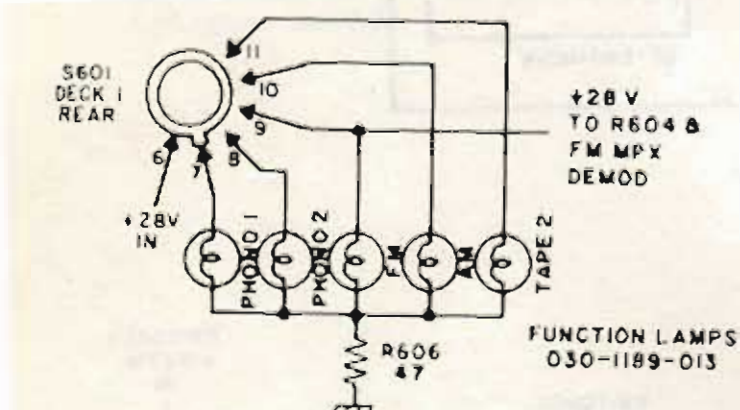 S601
DECK 1
REAR
11
10
9
8
7
6
+28V
IN
+28 V
TO R604 &
FM MPX
DEMOD
PHONO 1
PHONO 2
FM
AM
TAPE 2
R606
47
FUNCTION LAMPS
030-1189-013